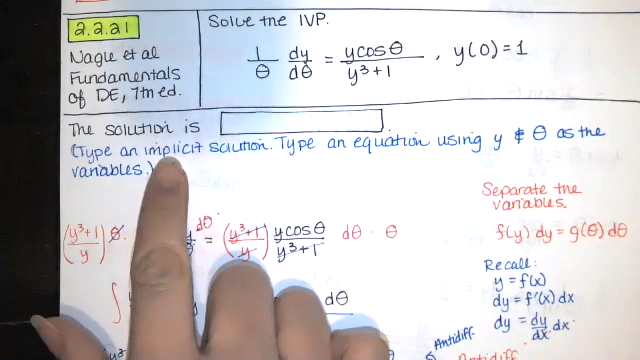 2.2.21
Nagle et al
Fundamentals
of DE, 7th ed.
Solve the IVP.
1/θ dy/dθ = y cos θ / y³+1 , y(0) = 1
The solution is
(Type an implicit solution. Type an equation using y & θ as the
variables.)
Separate the
variables.
(y³+1 / y) θ · dθ = (y³+1 / y) y cos θ / y³+1 dθ · θ
f(y) dy = g(θ) dθ
Recall:
y = f(x)
dy = f'(x) dx
dy = dy/dx · dx
∫ dθ
Antidiff
Antidiff.